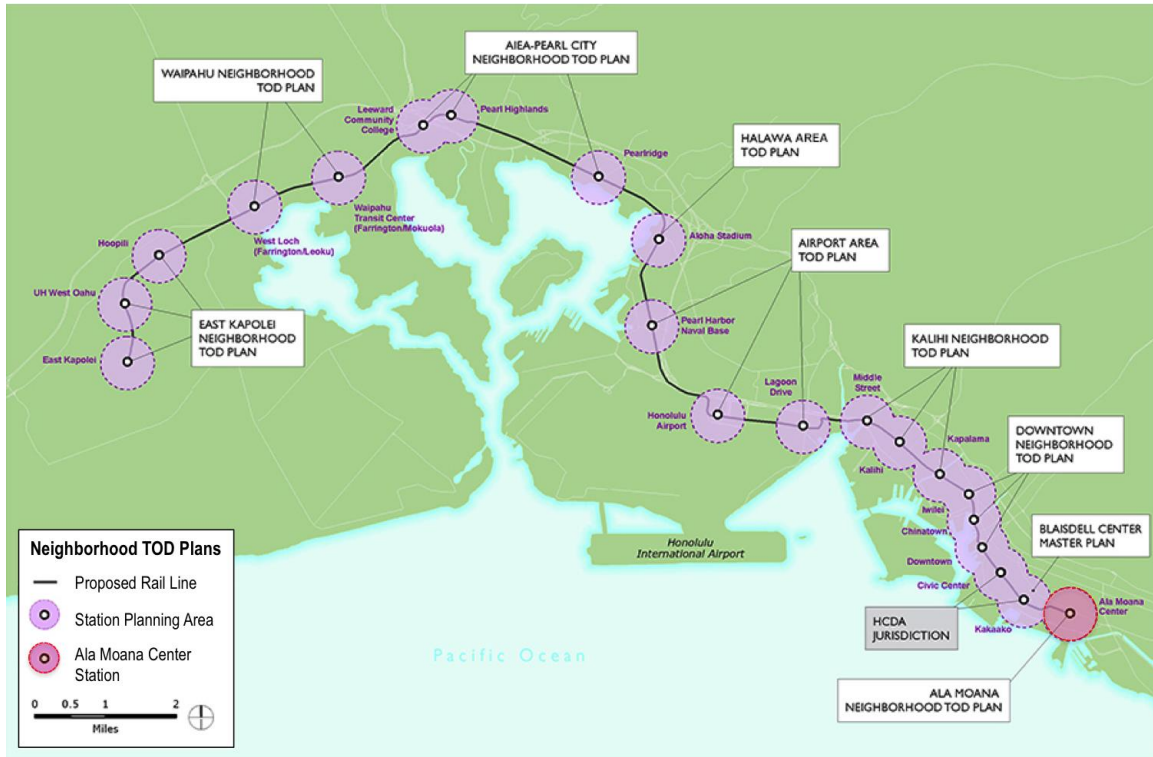 AIEA-PEARL CITY
NEIGHBORHOOD TOD PLAN
WAIPAHU NEIGHBORHOOD
TOD PLAN
Leeward
Community
College
Pearl Highlands
HALAWA AREA
TOD PLAN
Pearlridge
Waipahu
Transit Center
(Farrington/Mokuola)
West Loch
(Farrington/Leoku)
Hoopili
Aloha Stadium
AIRPORT AREA
TOD PLAN
UH West Oahu
EAST KAPOLEI
NEIGHBORHOOD
TOD PLAN
East Kapolei
Pearl Harbor
Naval Base
KALIHI NEIGHBORHOOD
TOD PLAN
Lagoon
Drive
Middle
Street
Honolulu
Airport
Kapalama
DOWNTOWN
NEIGHBORHOOD
TOD PLAN
Kalihi
Iwilei
Chinatown
BLAISDELL CENTER
MASTER PLAN
Honolulu
International Airport
Downtown
Civic Center
Ala Moana
Center
HCDA
JURISDICTION
Kakaako
Pacific Ocean
ALA MOANA
NEIGHBORHOOD TOD PLAN
Neighborhood TOD Plans
Proposed Rail Line
Station Planning Area
Ala Moana Center
Station
0 0.5 1 2
Miles